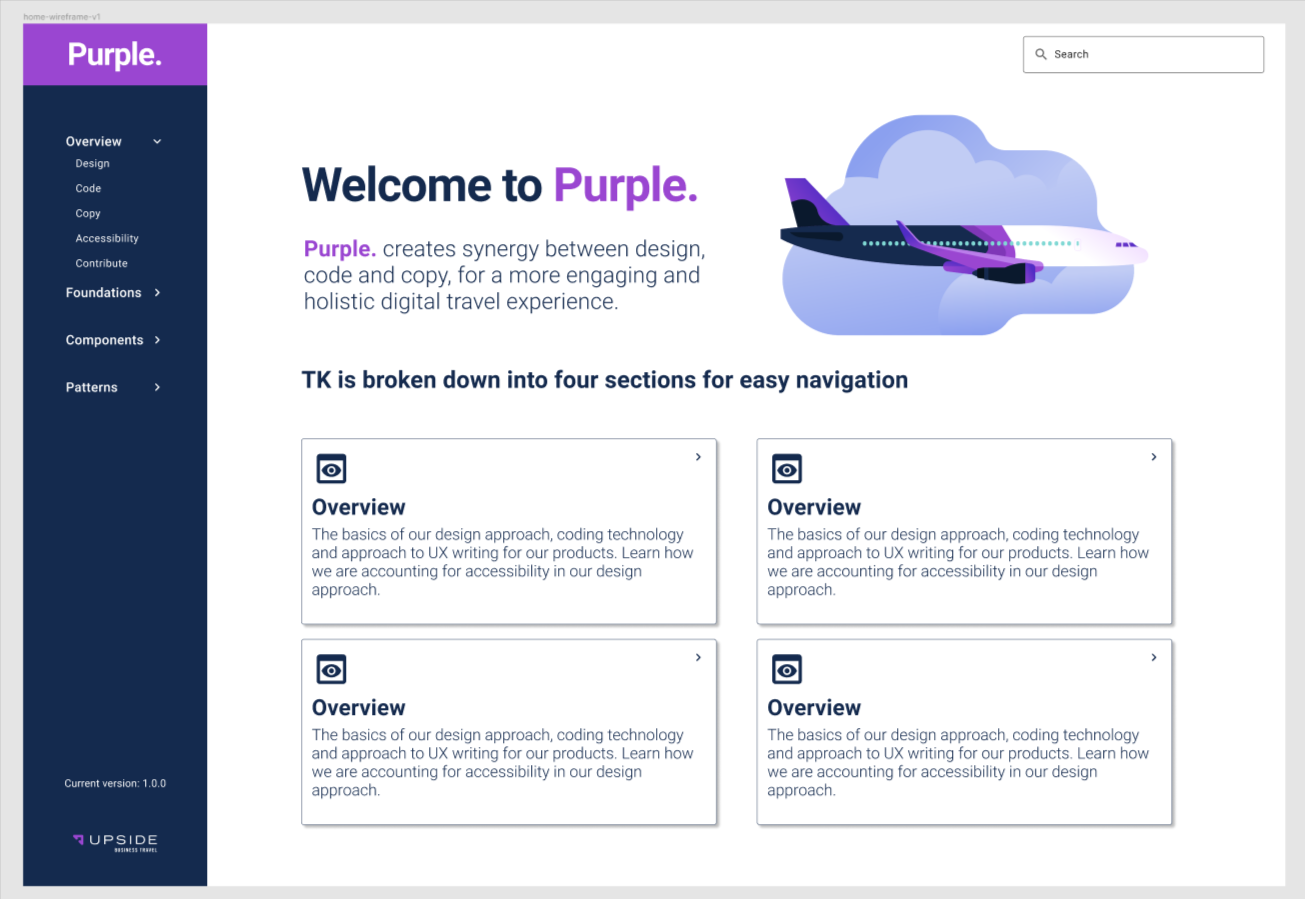 home-wireframe-v1
Purple.
Search
Overview
Design
Code
Copy
Accessibility
Contribute
Foundations
Components
Patterns
Current version: 1.0.0
UPSIDE
BUSINESS TRAVEL
Welcome to Purple.
Purple. creates synergy between design,
code and copy, for a more engaging and
holistic digital travel experience.
TK is broken down into four sections for easy navigation
Overview
The basics of our design approach, coding technology
and approach to UX writing for our products. Learn how
we are accounting for accessibility in our design
approach.
Overview
The basics of our design approach, coding technology
and approach to UX writing for our products. Learn how
we are accounting for accessibility in our design
approach.
Overview
The basics of our design approach, coding technology
and approach to UX writing for our products. Learn how
we are accounting for accessibility in our design
approach.
Overview
The basics of our design approach, coding technology
and approach to UX writing for our products. Learn how
we are accounting for accessibility in our design
approach.